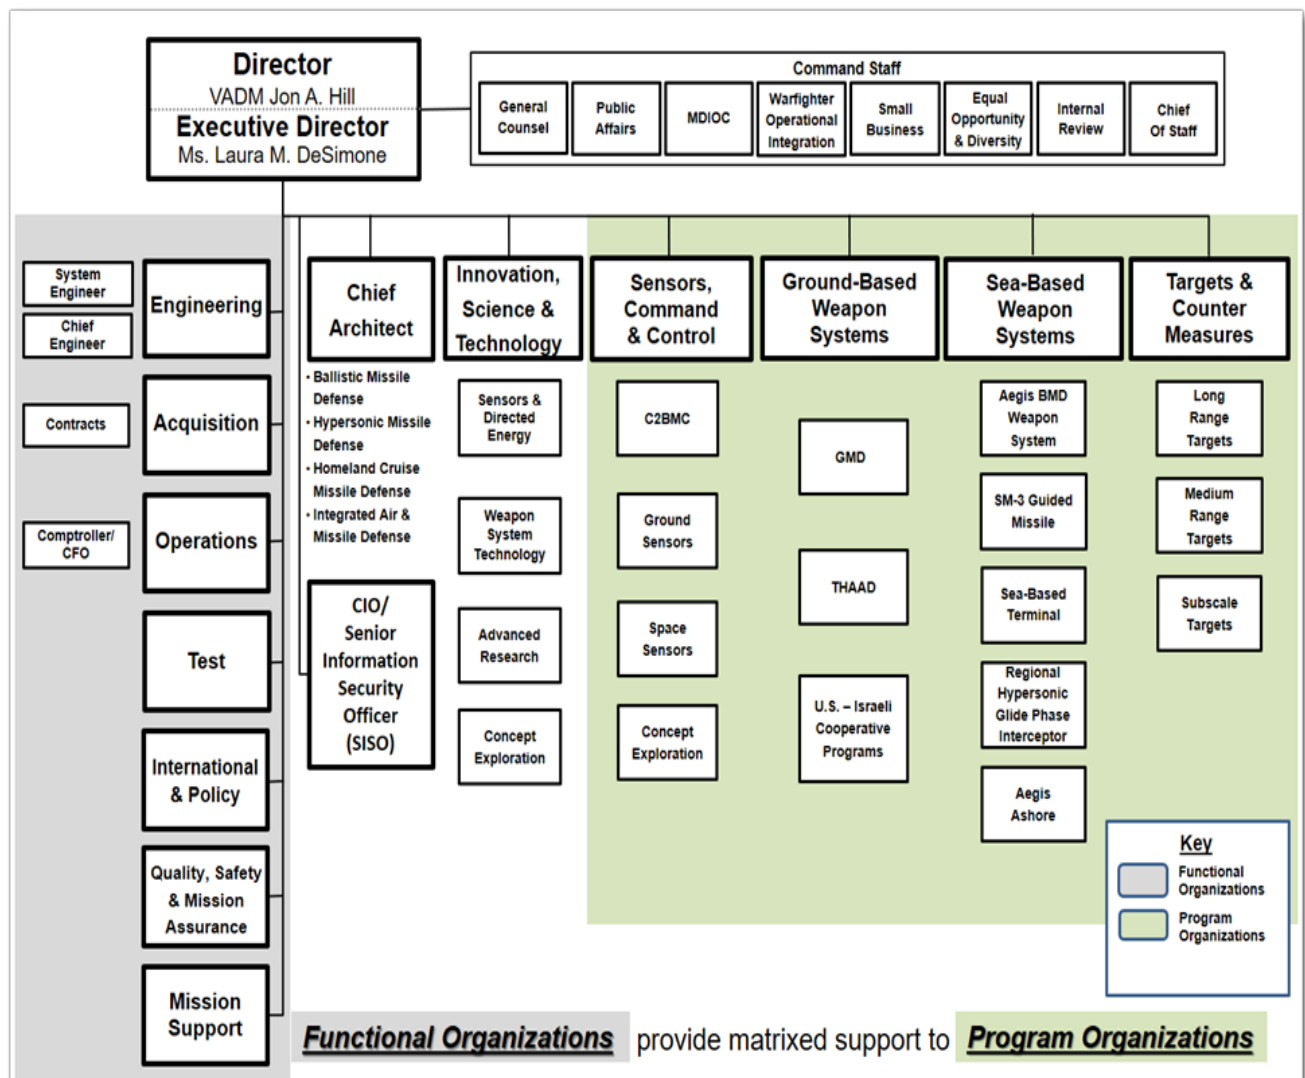 Director
VADM Jon A. Hill
Executive Director
Ms. Laura M. DeSimone
Command Staff
General
Counsel
Public
Affairs
MDIOC
Warfighter
Operational
Integration
Small
Business
Equal
Opportunity
& Diversity
Internal
Review
Chief
Of Staff
System
Engineer
Chief
Engineer
Engineering
Contracts
Acquisition
Comptroller/
CFO
Operations
Test
International
& Policy
Quality, Safety
& Mission
Assurance
Mission
Support
Chief
Architect
• Ballistic Missile
Defense
• Hypersonic Missile
Defense
• Homeland Cruise
Missile Defense
• Integrated Air &
Missile Defense
CIO/
Senior
Information
Security
Officer
(SISO)
Innovation,
Science &
Technology
Sensors &
Directed
Energy
Weapon
System
Technology
Advanced
Research
Concept
Exploration
Sensors,
Command
& Control
C2BMC
Ground
Sensors
Space
Sensors
Concept
Exploration
Ground-Based
Weapon
Systems
GMD
THAAD
U.S. – Israeli
Cooperative
Programs
Sea-Based
Weapon
Systems
Aegis BMD
Weapon
System
SM-3 Guided
Missile
Sea-Based
Terminal
Regional
Hypersonic
Glide Phase
Interceptor
Aegis
Ashore
Targets &
Counter
Measures
Long
Range
Targets
Medium
Range
Targets
Subscale
Targets
Key
Functional
Organizations
Program
Organizations
Functional Organizations provide matrixed support to Program Organizations